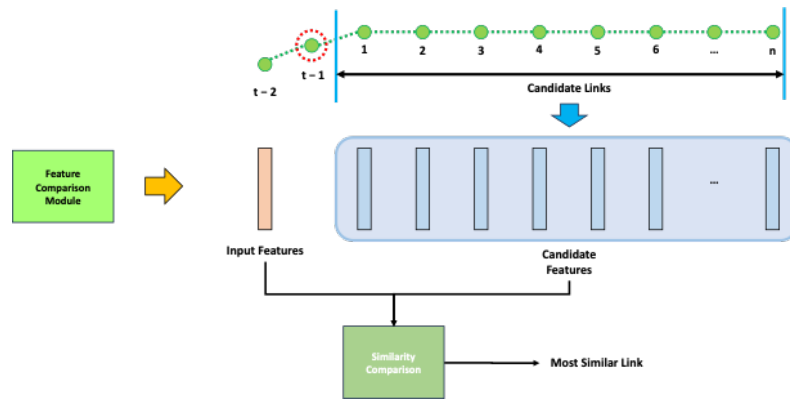 1 2 3 4 5 6 ... n
t – 1
t – 2
Candidate Links
Feature
Comparison
Module
...
Input Features
Candidate
Features
Similarity
Comparison
Most Similar Link